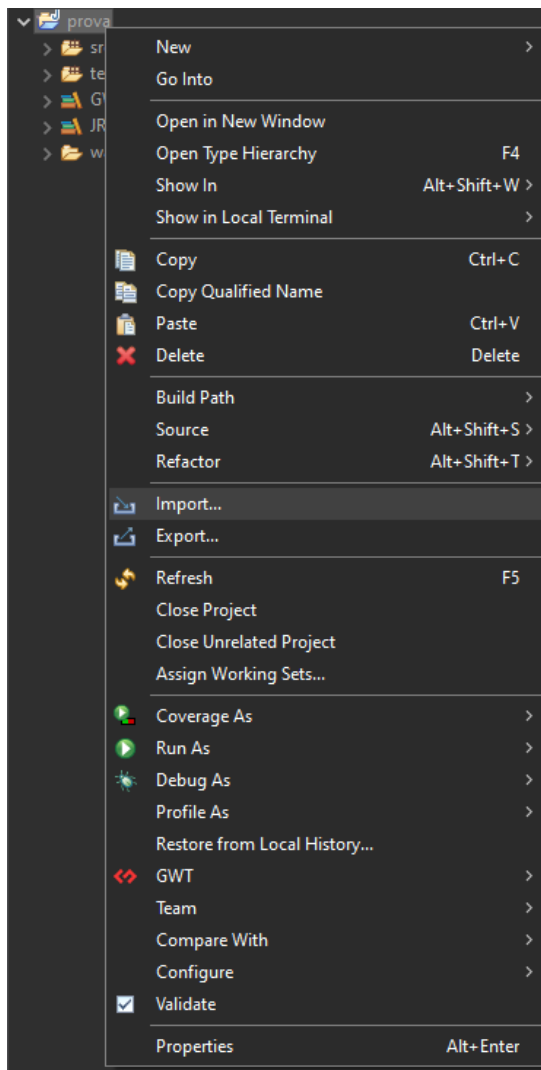 prova
sr
te
G
JR
w
New
Go Into
Open in New Window
Open Type Hierarchy F4
Show In Alt+Shift+W
Show in Local Terminal
Copy Ctrl+C
Copy Qualified Name
Paste Ctrl+V
Delete Delete
Build Path
Source Alt+Shift+S
Refactor Alt+Shift+T
Import...
Export...
Refresh F5
Close Project
Close Unrelated Project
Assign Working Sets...
Coverage As
Run As
Debug As
Profile As
Restore from Local History...
GWT
Team
Compare With
Configure
Validate
Properties Alt+Enter